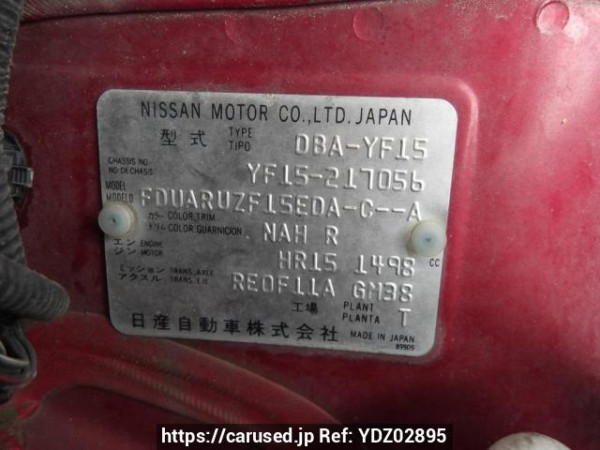 NISSAN MOTOR CO.,LTD. JAPAN
型式 TYPE TIPO DBA-YF15
CHASSIS NO. NO DE CHASSIS YF15-217056
MODEL MODELO FDUARUZF15EDA-C--A
カラー COLOR, TRIM トリム COLOR GUARNICION NAH R
エンジン ENGINE MOTOR HR15 1498 CC
ミッション TRANS. AXLE アクスル TRANS. EJE RE0F11A GM38
工場 PLANT PLANTA T
日産自動車株式会社 MADE IN JAPAN
89909
https://carused.jp Ref: YDZ02895